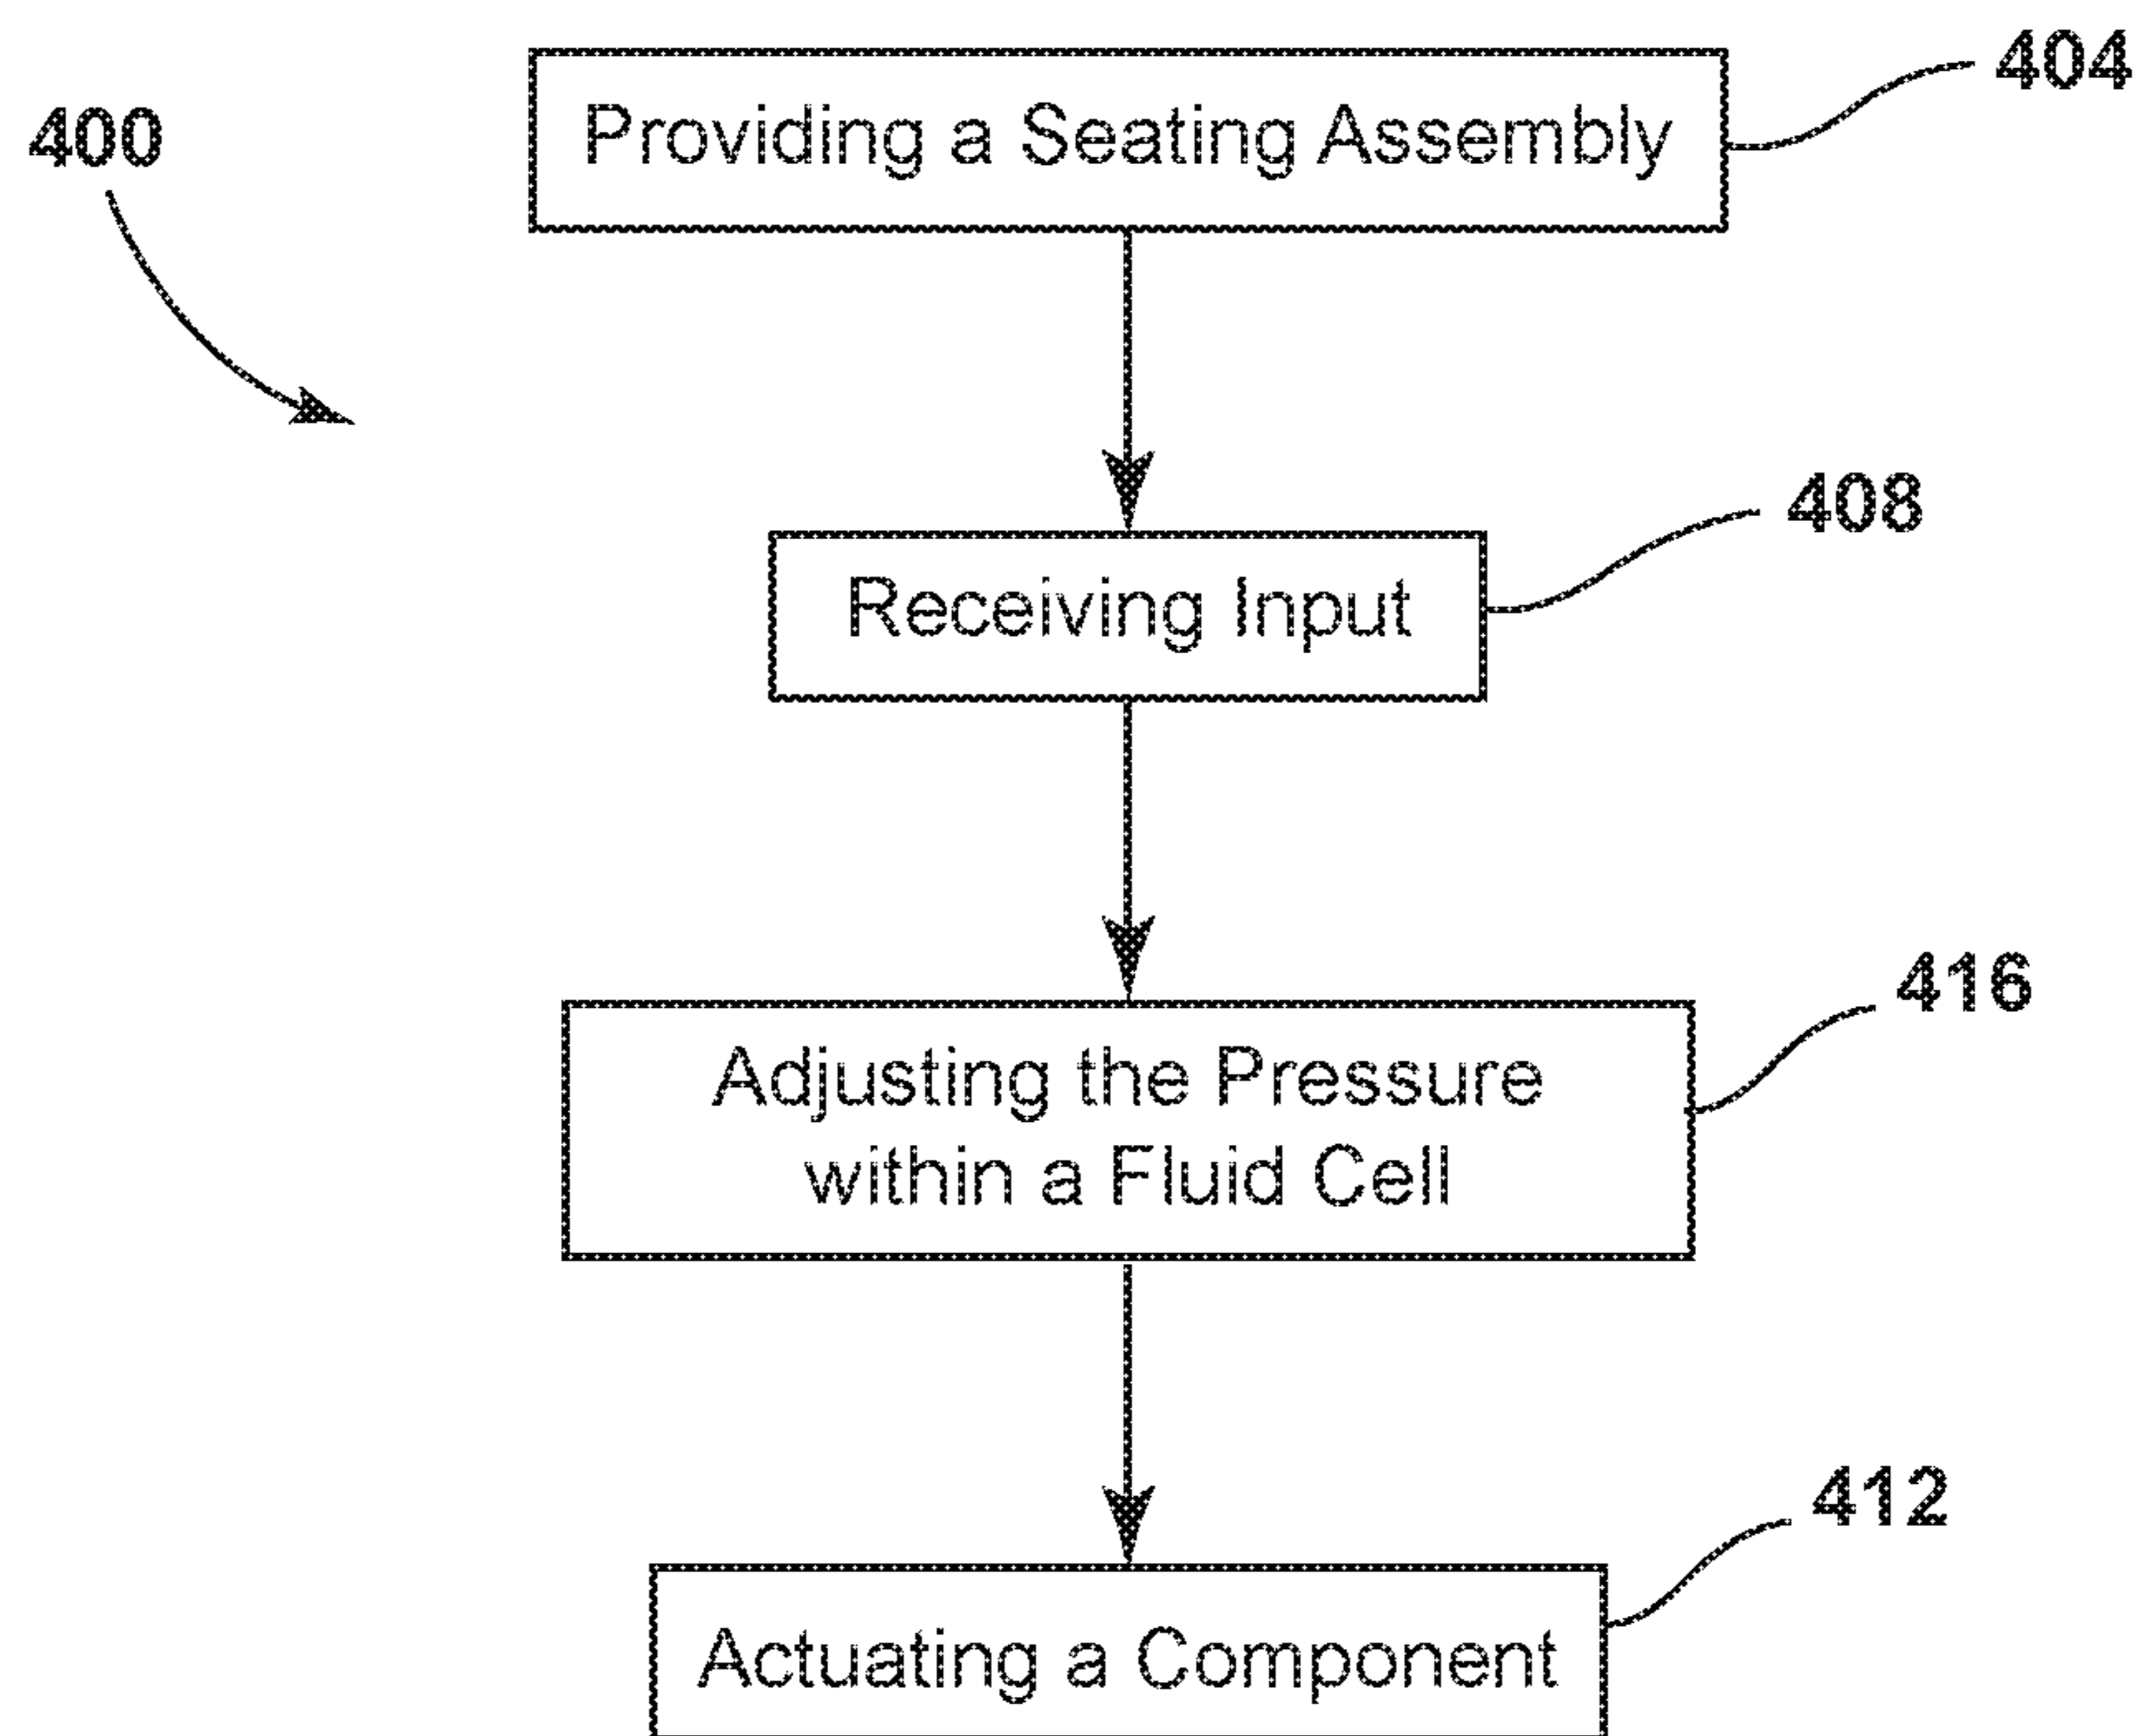 404
400
Providing a Seating Assembly
408
Receiving Input
416
Adjusting the Pressure
within a Fluid Cell
412
Actuating a Component